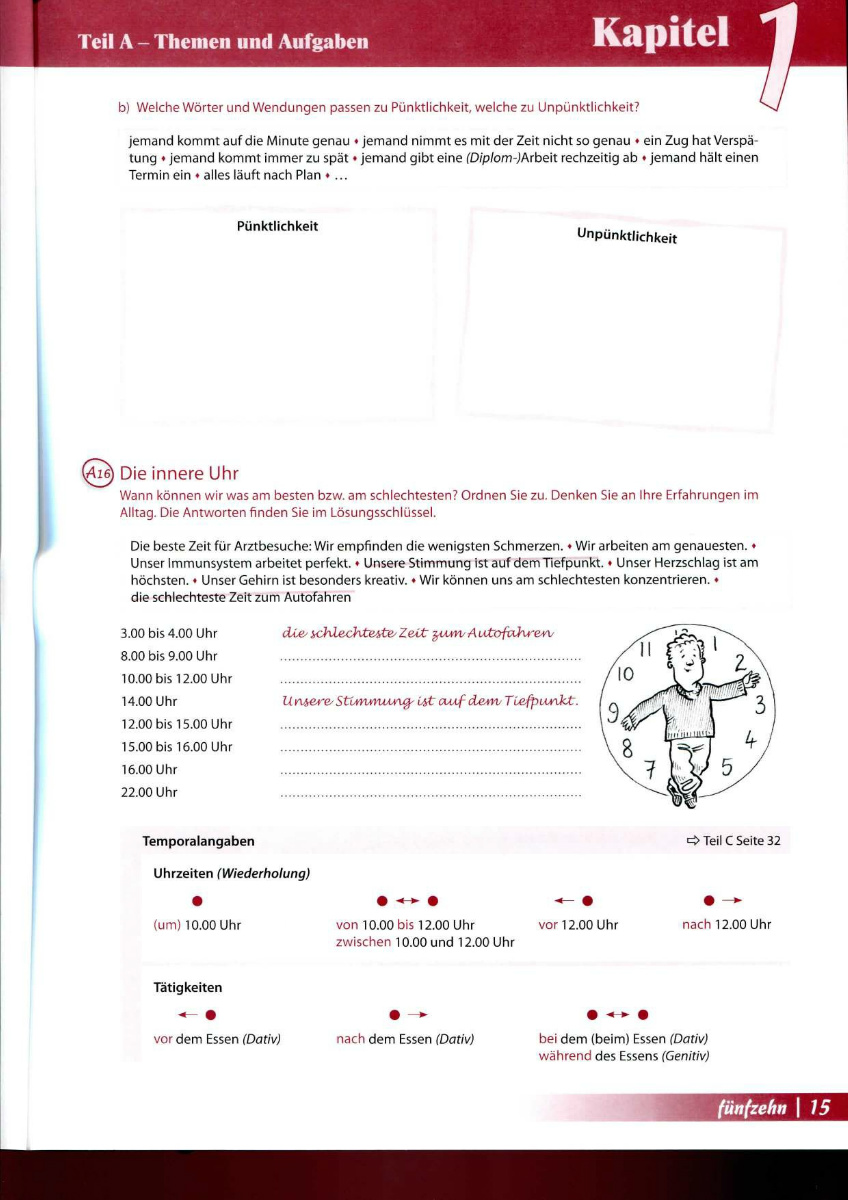 Teil A – Themen und Aufgaben
Kapitel 1
b) Welche Wörter und Wendungen passen zu Pünktlichkeit, welche zu Unpünktlichkeit?
jemand kommt auf die Minute genau ♦ jemand nimmt es mit der Zeit nicht so genau ♦ ein Zug hat Verspä-
tung ♦ jemand kommt immer zu spät ♦ jemand gibt eine (Diplom-)Arbeit rechzeitig ab ♦ jemand hält einen
Termin ein ♦ alles läuft nach Plan ♦ ...
Pünktlichkeit
Unpünktlichkeit
A16 Die innere Uhr
Wann können wir was am besten bzw. am schlechtesten? Ordnen Sie zu. Denken Sie an Ihre Erfahrungen im
Alltag. Die Antworten finden Sie im Lösungsschlüssel.
Die beste Zeit für Arztbesuche: Wir empfinden die wenigsten Schmerzen. ♦ Wir arbeiten am genauesten. ♦
Unser Immunsystem arbeitet perfekt. ♦ Unsere Stimmung ist auf dem Tiefpunkt. ♦ Unser Herzschlag ist am
höchsten. ♦ Unser Gehirn ist besonders kreativ. ♦ Wir können uns am schlechtesten konzentrieren. ♦
die schlechteste Zeit zum Autofahren
3.00 bis 4.00 Uhr die schlechteste Zeit zum Autofahren
8.00 bis 9.00 Uhr
10.00 bis 12.00 Uhr
14.00 Uhr Unsere Stimmung ist auf dem Tiefpunkt.
12.00 bis 15.00 Uhr
15.00 bis 16.00 Uhr
16.00 Uhr
22.00 Uhr
12
11 1
10 2
9 3
8 4
7 5
Temporalangaben ⇨ Teil C Seite 32
Uhrzeiten (Wiederholung)
(um) 10.00 Uhr von 10.00 bis 12.00 Uhr vor 12.00 Uhr nach 12.00 Uhr
zwischen 10.00 und 12.00 Uhr
Tätigkeiten
vor dem Essen (Dativ) nach dem Essen (Dativ) bei dem (beim) Essen (Dativ)
während des Essens (Genitiv)
fünfzehn | 15